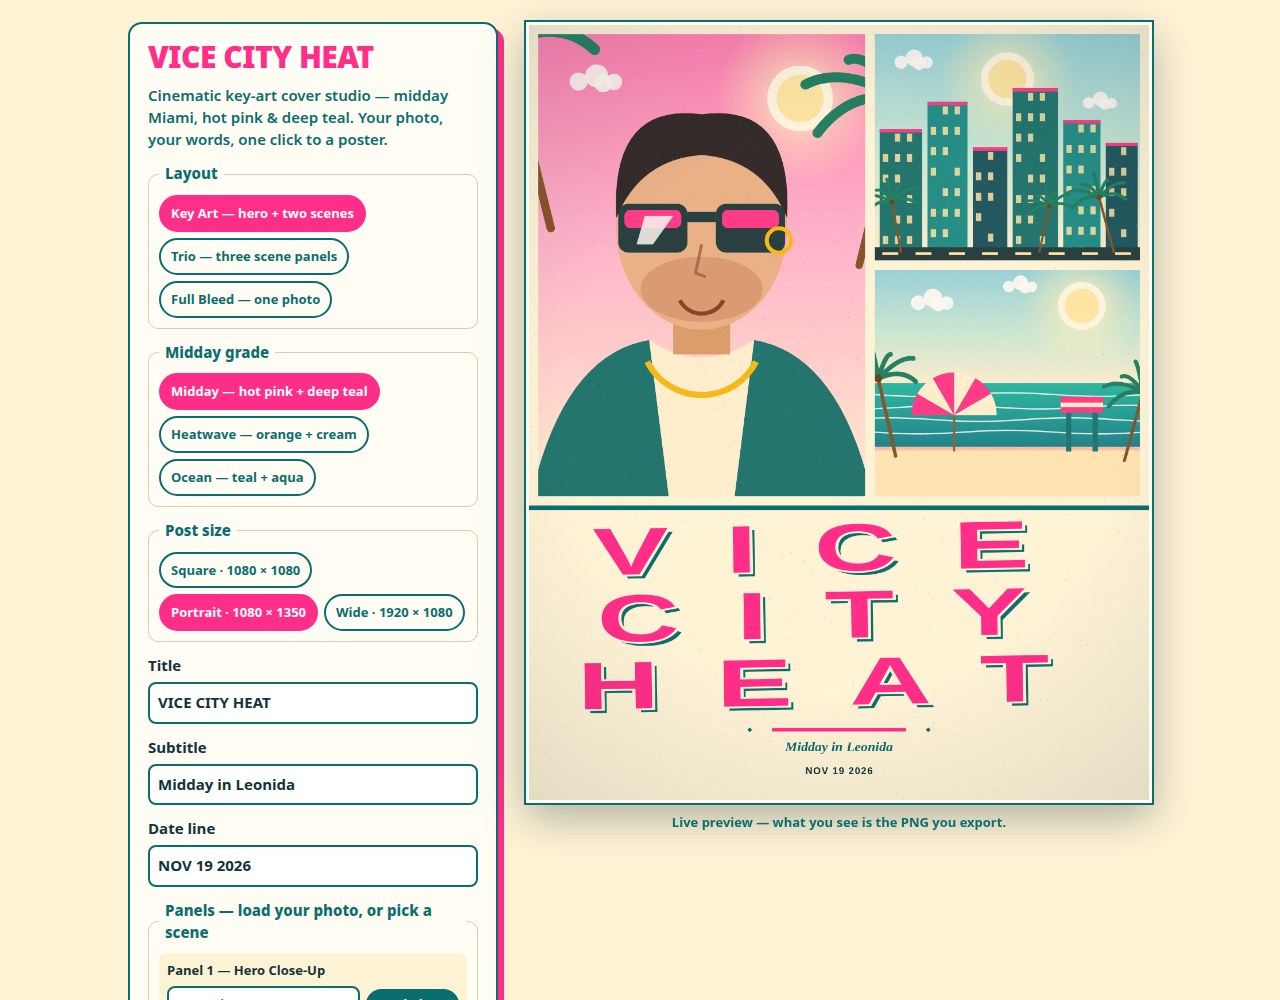 VICE CITY HEAT
Cinematic key-art cover studio — midday
Miami, hot pink & deep teal. Your photo,
your words, one click to a poster.
Layout
Key Art — hero + two scenes
Trio — three scene panels
Full Bleed — one photo
Midday grade
Midday — hot pink + deep teal
Heatwave — orange + cream
Ocean — teal + aqua
Post size
Square · 1080 × 1080
Portrait · 1080 × 1350
Wide · 1920 × 1080
Title
VICE CITY HEAT
Subtitle
Midday in Leonida
Date line
NOV 19 2026
Panels — load your photo, or pick a
scene
Panel 1 — Hero Close-Up
VICE
CITY
HEAT
Midday in Leonida
NOV 19 2026
Live preview — what you see is the PNG you export.